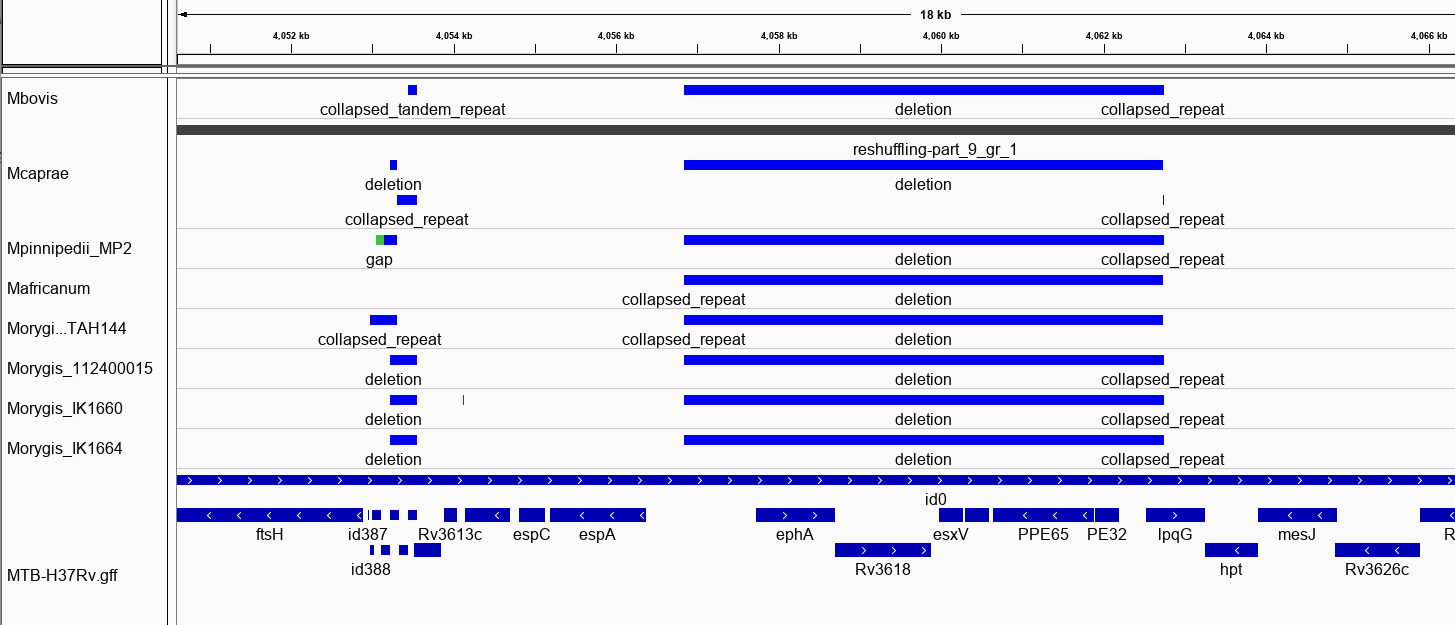 18 kb
4,052 kb 4,054 kb 4,056 kb 4,058 kb 4,060 kb 4,062 kb 4,064 kb 4,066 kb
Mbovis
collapsed_tandem_repeat deletion collapsed_repeat
reshuffling-part_9_gr_1
Mcaprae
deletion deletion
collapsed_repeat collapsed_repeat
Mpinnipedii_MP2
gap deletion collapsed_repeat
Mafricanum
collapsed_repeat deletion
Morygi...TAH144
collapsed_repeat collapsed_repeat deletion
Morygis_112400015
deletion deletion collapsed_repeat
Morygis_IK1660
deletion deletion collapsed_repeat
Morygis_IK1664
deletion deletion collapsed_repeat
id0
ftsH id387 Rv3613c espC espA ephA esxV PPE65 PE32 lpqG mesJ R
id388 Rv3618 hpt Rv3626c
MTB-H37Rv.gff